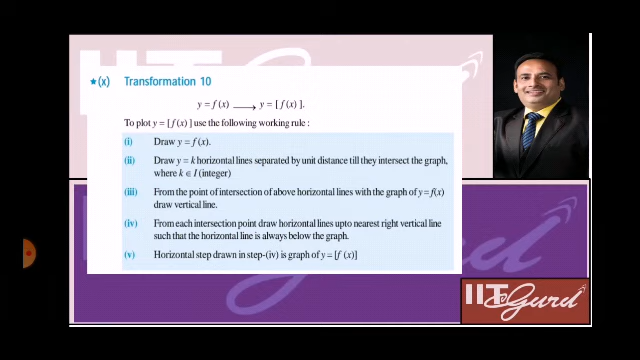 ★(x) Transformation 10
y = f (x) ⟶ y = [ f (x) ].
To plot y = [ f (x) ] use the following working rule :
(i) Draw y = f (x).
(ii) Draw y = k horizontal lines separated by unit distance till they intersect the graph,
where k ∈ I (integer)
(iii) From the point of intersection of above horizontal lines with the graph of y = f(x)
draw vertical line.
(iv) From each intersection point draw horizontal lines upto nearest right vertical line
such that the horizontal line is always below the graph.
(v) Horizontal step drawn in step-(iv) is graph of y = [f (x)]
IIT Guru